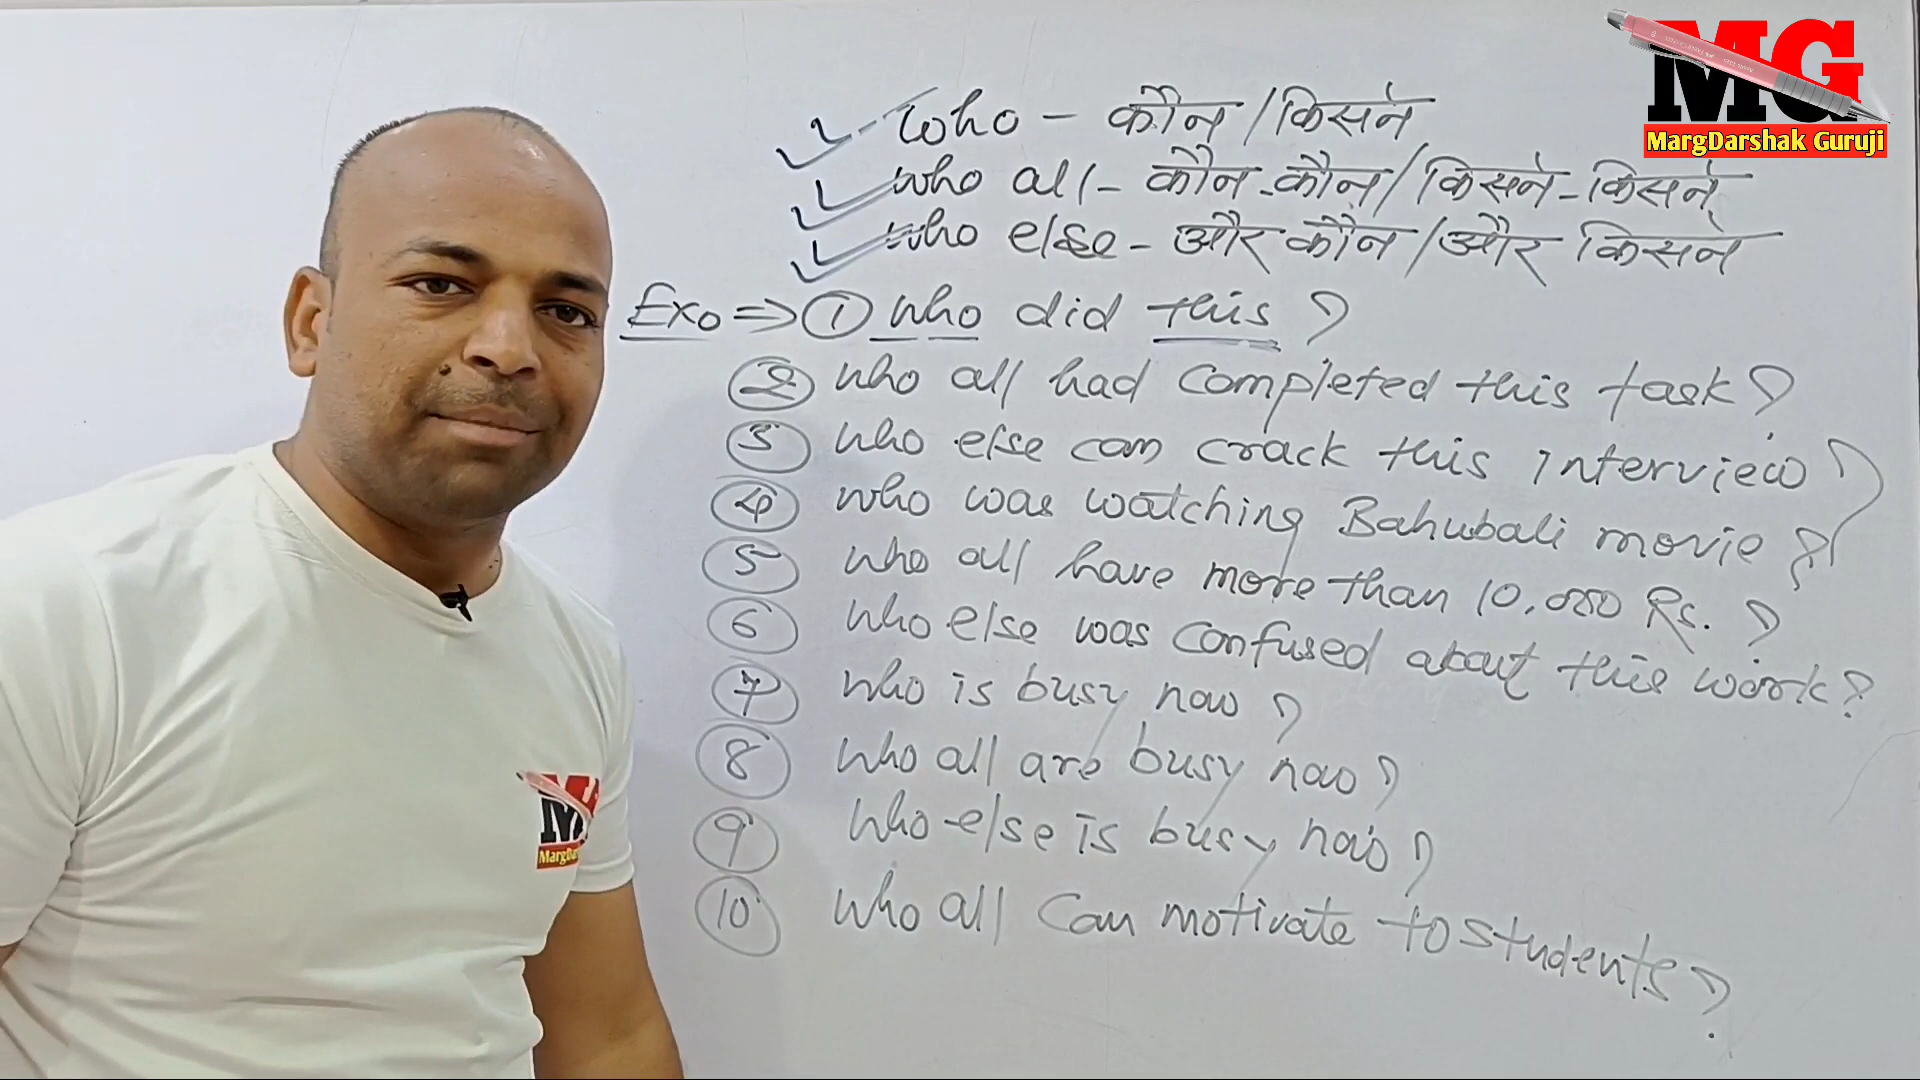 MG
MargDarshak Guruji
Who - कौन/किसने
Who all - कौन-कौन/किसने-किसने
Who else - और कौन/और किसने
Ex० => ① Who did this?
② Who all had completed this task?
③ Who else can crack this interview?
④ Who was watching Bahubali movie?
⑤ Who all have more than 10,000 Rs.?
⑥ Who else was confused about this work?
⑦ Who is busy now?
⑧ Who all are busy now?
⑨ Who else is busy now?
⑩ Who all can motivate to students?